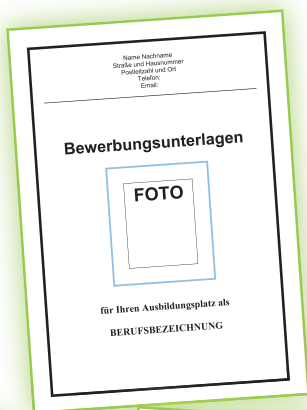 Name Nachname
Straße und Hausnummer
Postleitzahl und Ort
Telefon:
Email:
Bewerbungsunterlagen
FOTO
für Ihren Ausbildungsplatz als
BERUFSBEZEICHNUNG